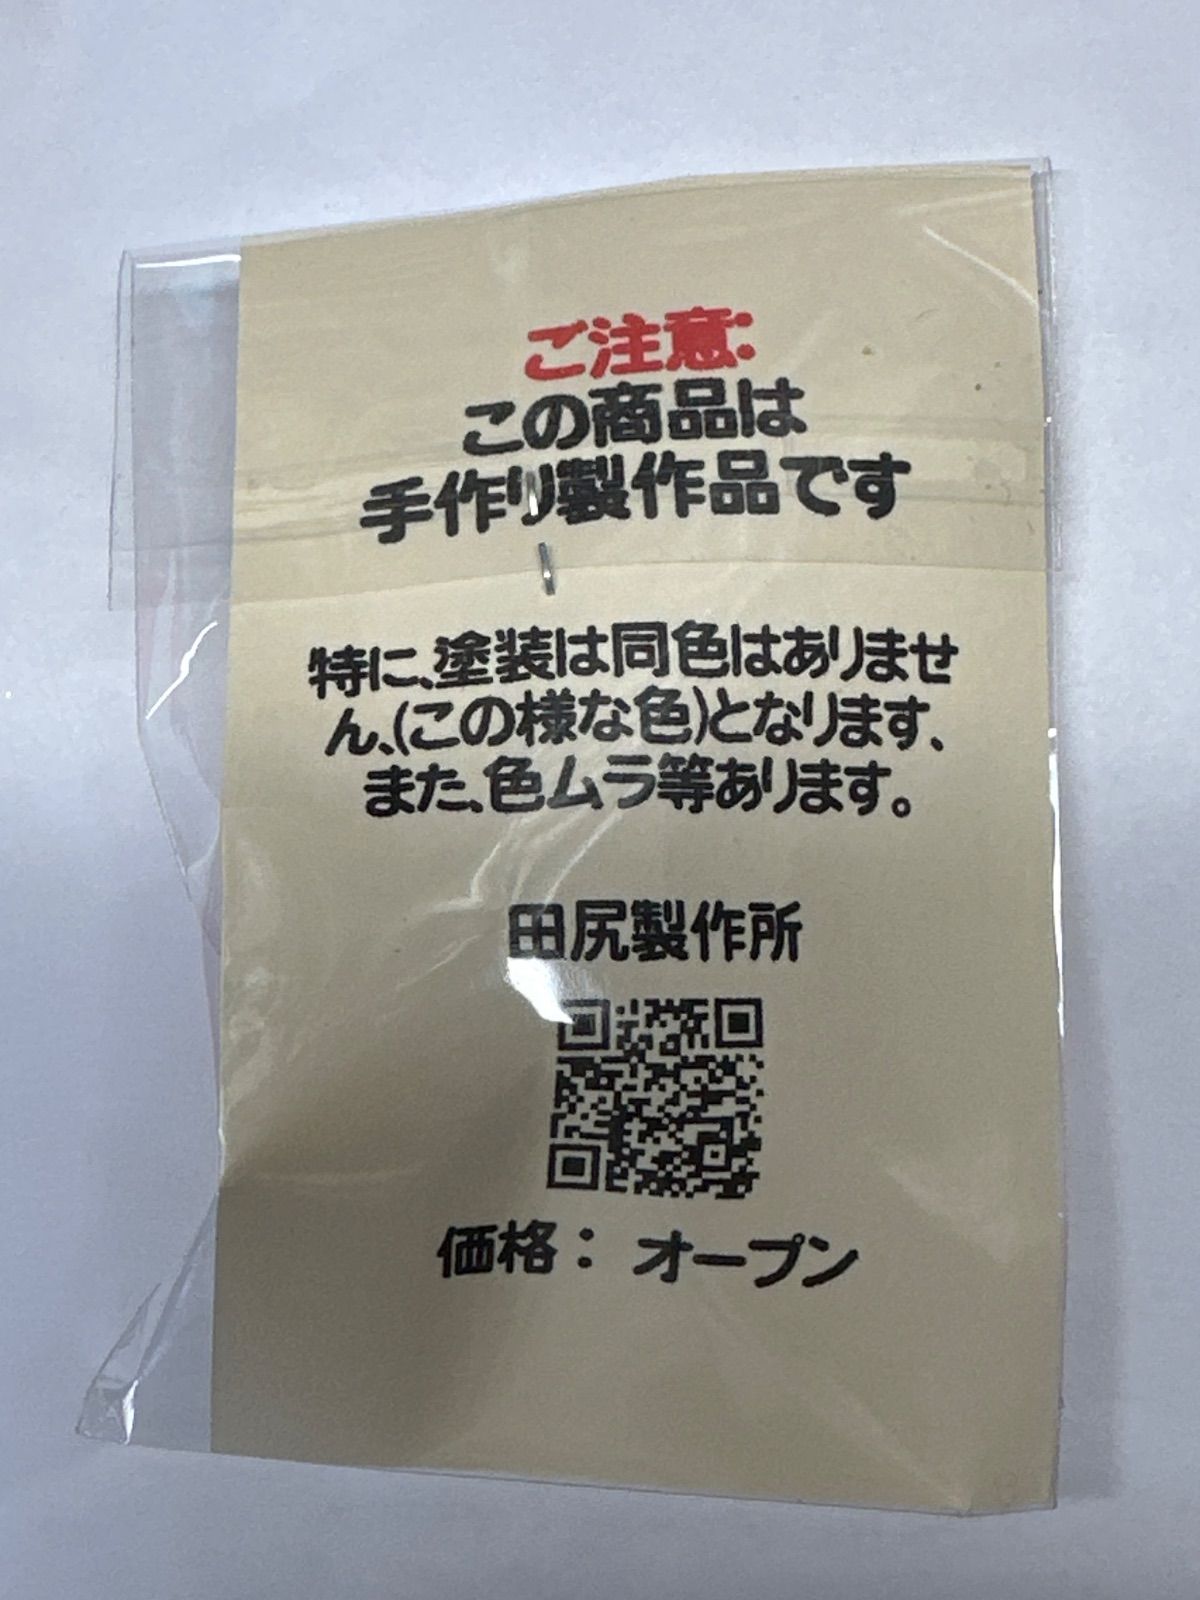 ご注意:
この商品は
手作り製作品です
特に、塗装は同色はありませ
ん、(この様な色)となります、
また、色ムラ等あります。
田尻製作所
価格： オープン